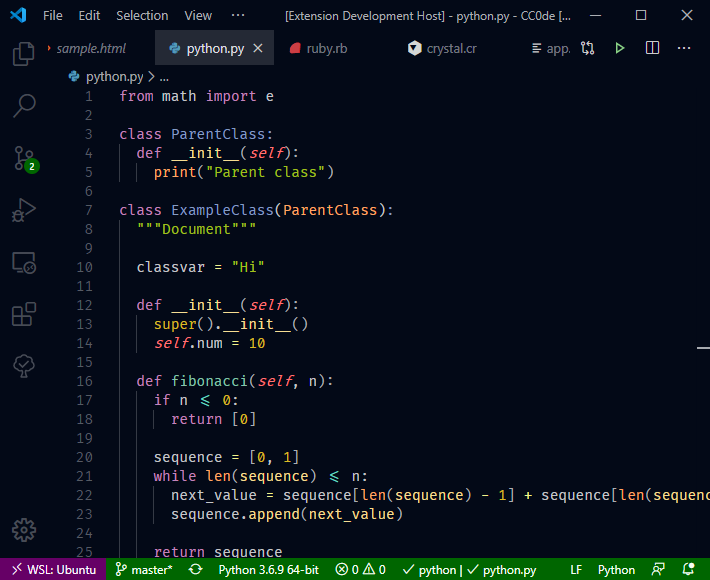 File Edit Selection View ··· [Extension Development Host] - python.py - CC0de [...
sample.html python.py ruby.rb crystal.cr app.
python.py > ...
1 from math import e
2
3 class ParentClass:
4 def __init__(self):
5 print("Parent class")
6
7 class ExampleClass(ParentClass):
8 """Document"""
9
10 classvar = "Hi"
11
12 def __init__(self):
13 super().__init__()
14 self.num = 10
15
16 def fibonacci(self, n):
17 if n ⩽ 0:
18 return [0]
19
20 sequence = [0, 1]
21 while len(sequence) ⩽ n:
22 next_value = sequence[len(sequence) - 1] + sequence[len(sequenc
23 sequence.append(next_value)
24
25 return sequence
2
WSL: Ubuntu master* Python 3.6.9 64-bit 0 0 ✓ python | ✓ python.py LF Python